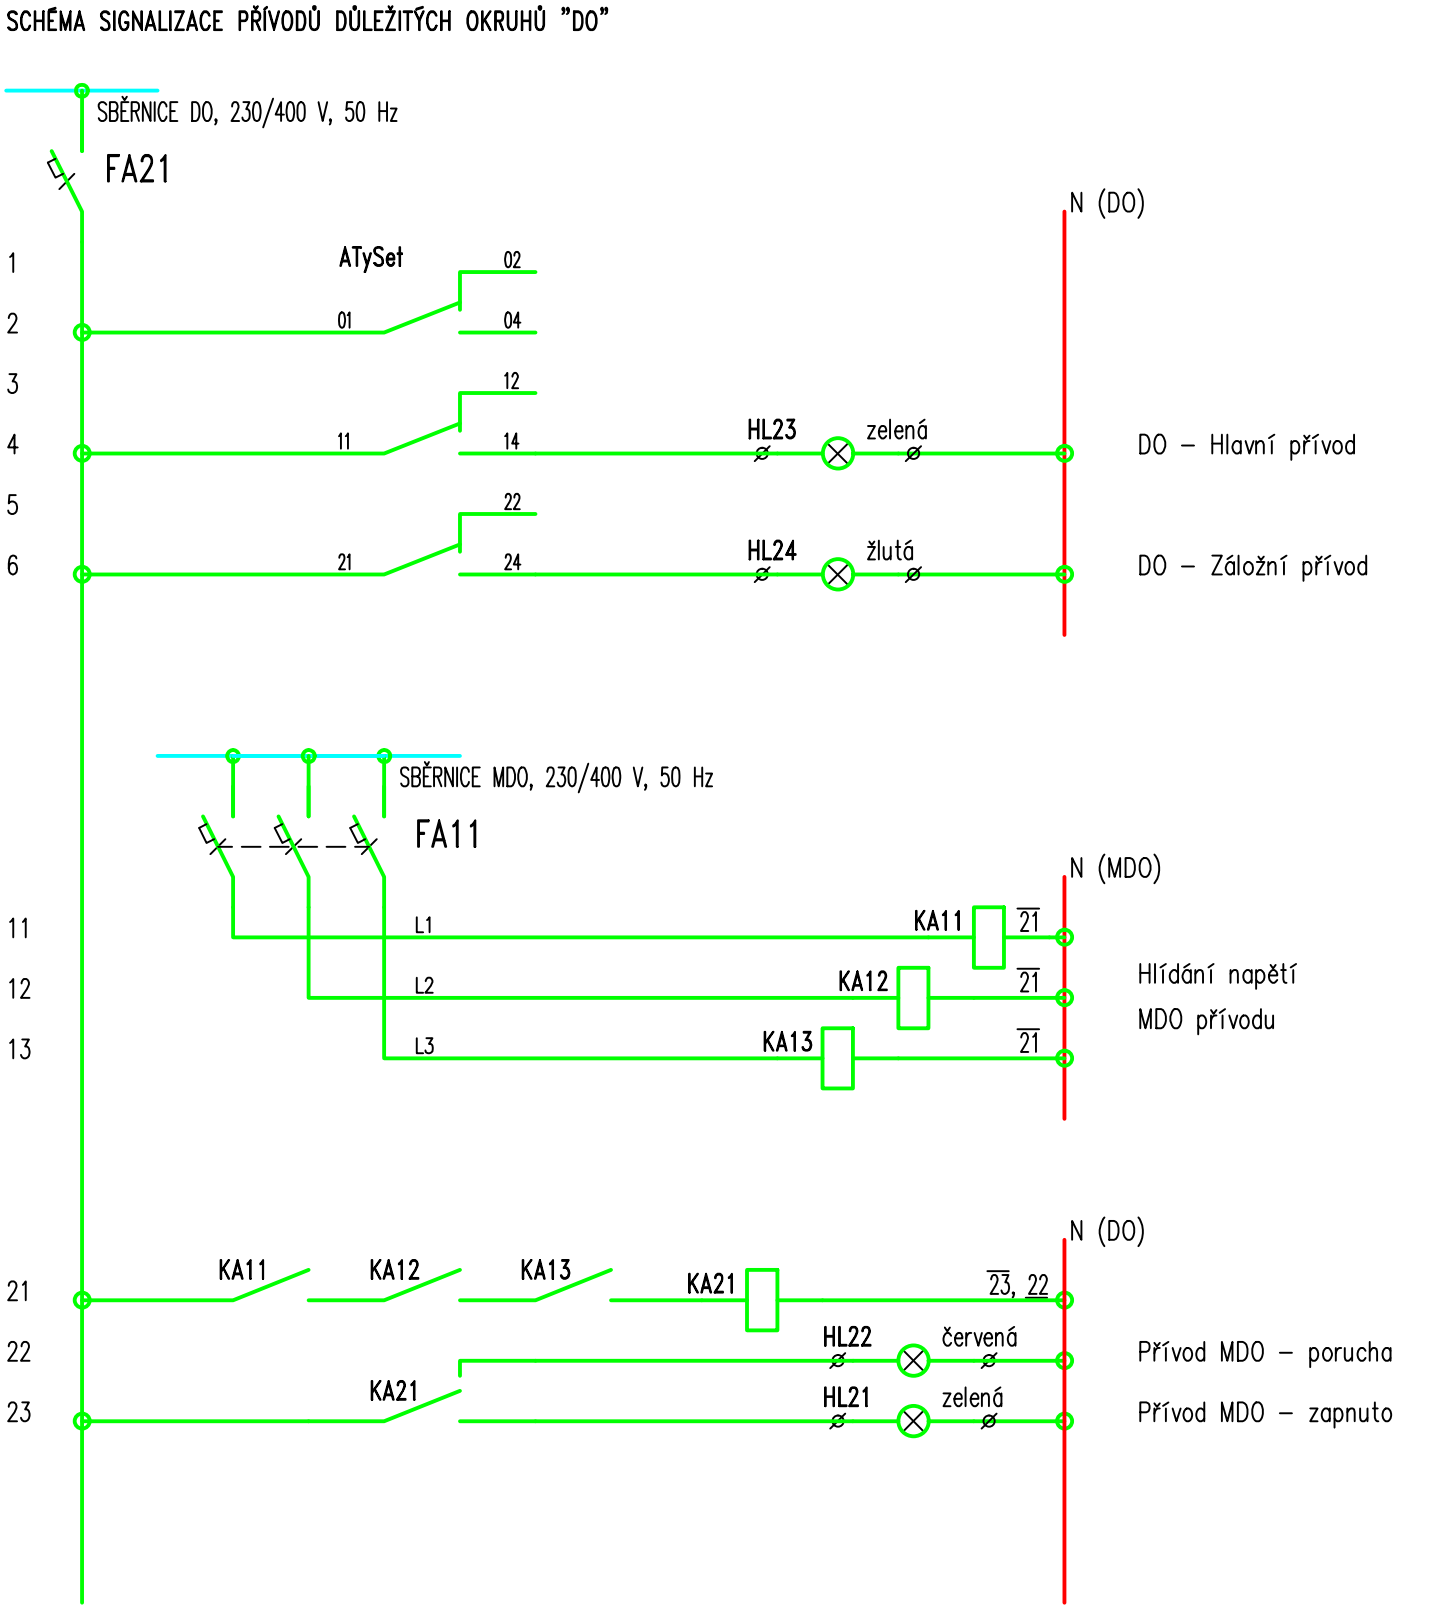 SCHÉMA SIGNALIZACE PŘÍVODŮ DŮLEŽITÝCH OKRUHŮ "DO"
SBĚRNICE DO, 230/400 V, 50 Hz
FA21
N (DO)
1
ATySet
02
2
01
04
3
12
4
11
14
HL23
zelená
DO – Hlavní přívod
5
22
6
21
24
HL24
žlutá
DO – Záložní přívod
SBĚRNICE MDO, 230/400 V, 50 Hz
FA11
N (MDO)
11
L1
KA11
21
12
L2
KA12
21
Hlídání napětí
MDO přívodu
13
L3
KA13
21
N (DO)
21
KA11
KA12
KA13
KA21
23, 22
22
HL22
červená
Přívod MDO – porucha
23
KA21
HL21
zelená
Přívod MDO – zapnuto